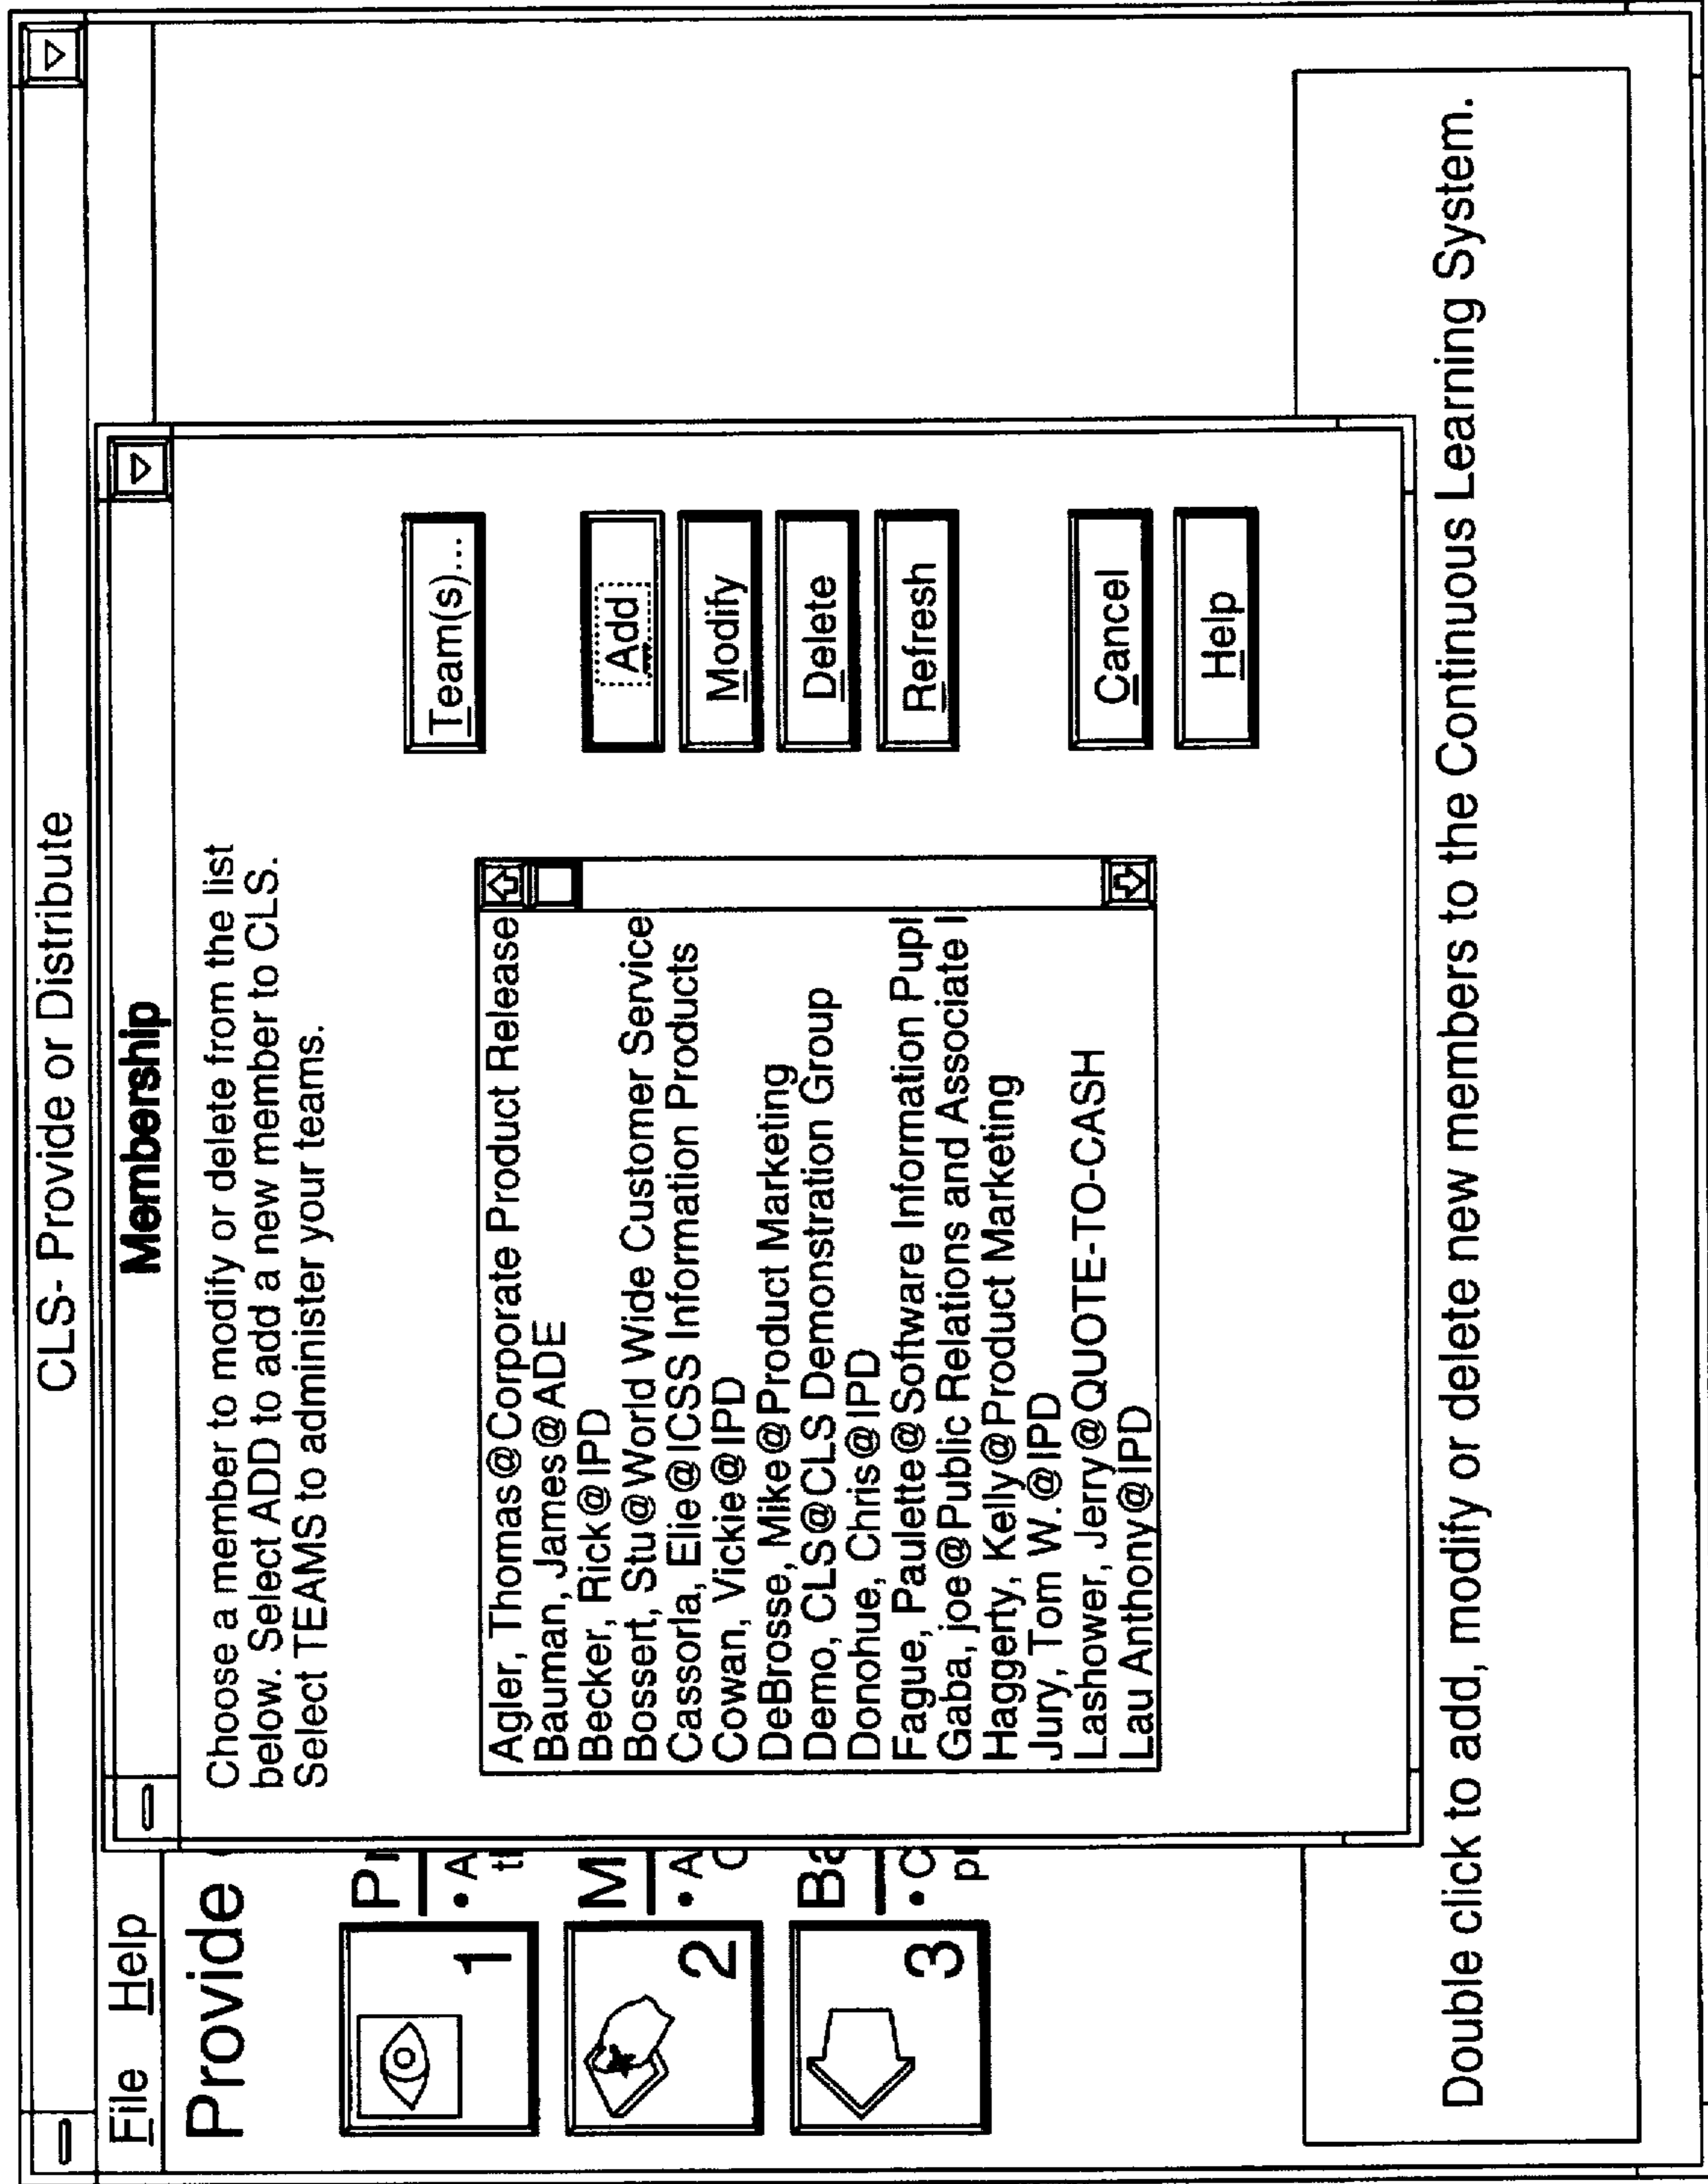 CLS- Provide or Distribute
File Help
Membership
Provide
Choose a member to modify or delete from the list
below. Select ADD to add a new member to CLS.
Select TEAMS to administer your teams.
Team(s)...
Agler, Thomas@Corporate Product Release
Bauman, James@ADE
Becker, Rick@IPD
Bossert, Stu@World Wide Customer Service
Cassorla, Elie@ICSS Information Products
Cowan, Vickie@IPD
DeBrosse, Mike@Product Marketing
Demo, CLS@CLS Demonstration Group
Donohue, Chris@IPD
Fague, Paulette@Software Information Pupl
Gaba, joe@Public Relations and Associate I
Haggerty, Kelly@Product Marketing
Jury, Tom W.@IPD
Lashower, Jerry@QUOTE-TO-CASH
Lau Anthony@IPD
Add
Modify
Delete
Refresh
Cancel
Help
1
2
M
• A
3
Ba
• C
Double click to add, modify or delete new members to the Continuous Learning System.